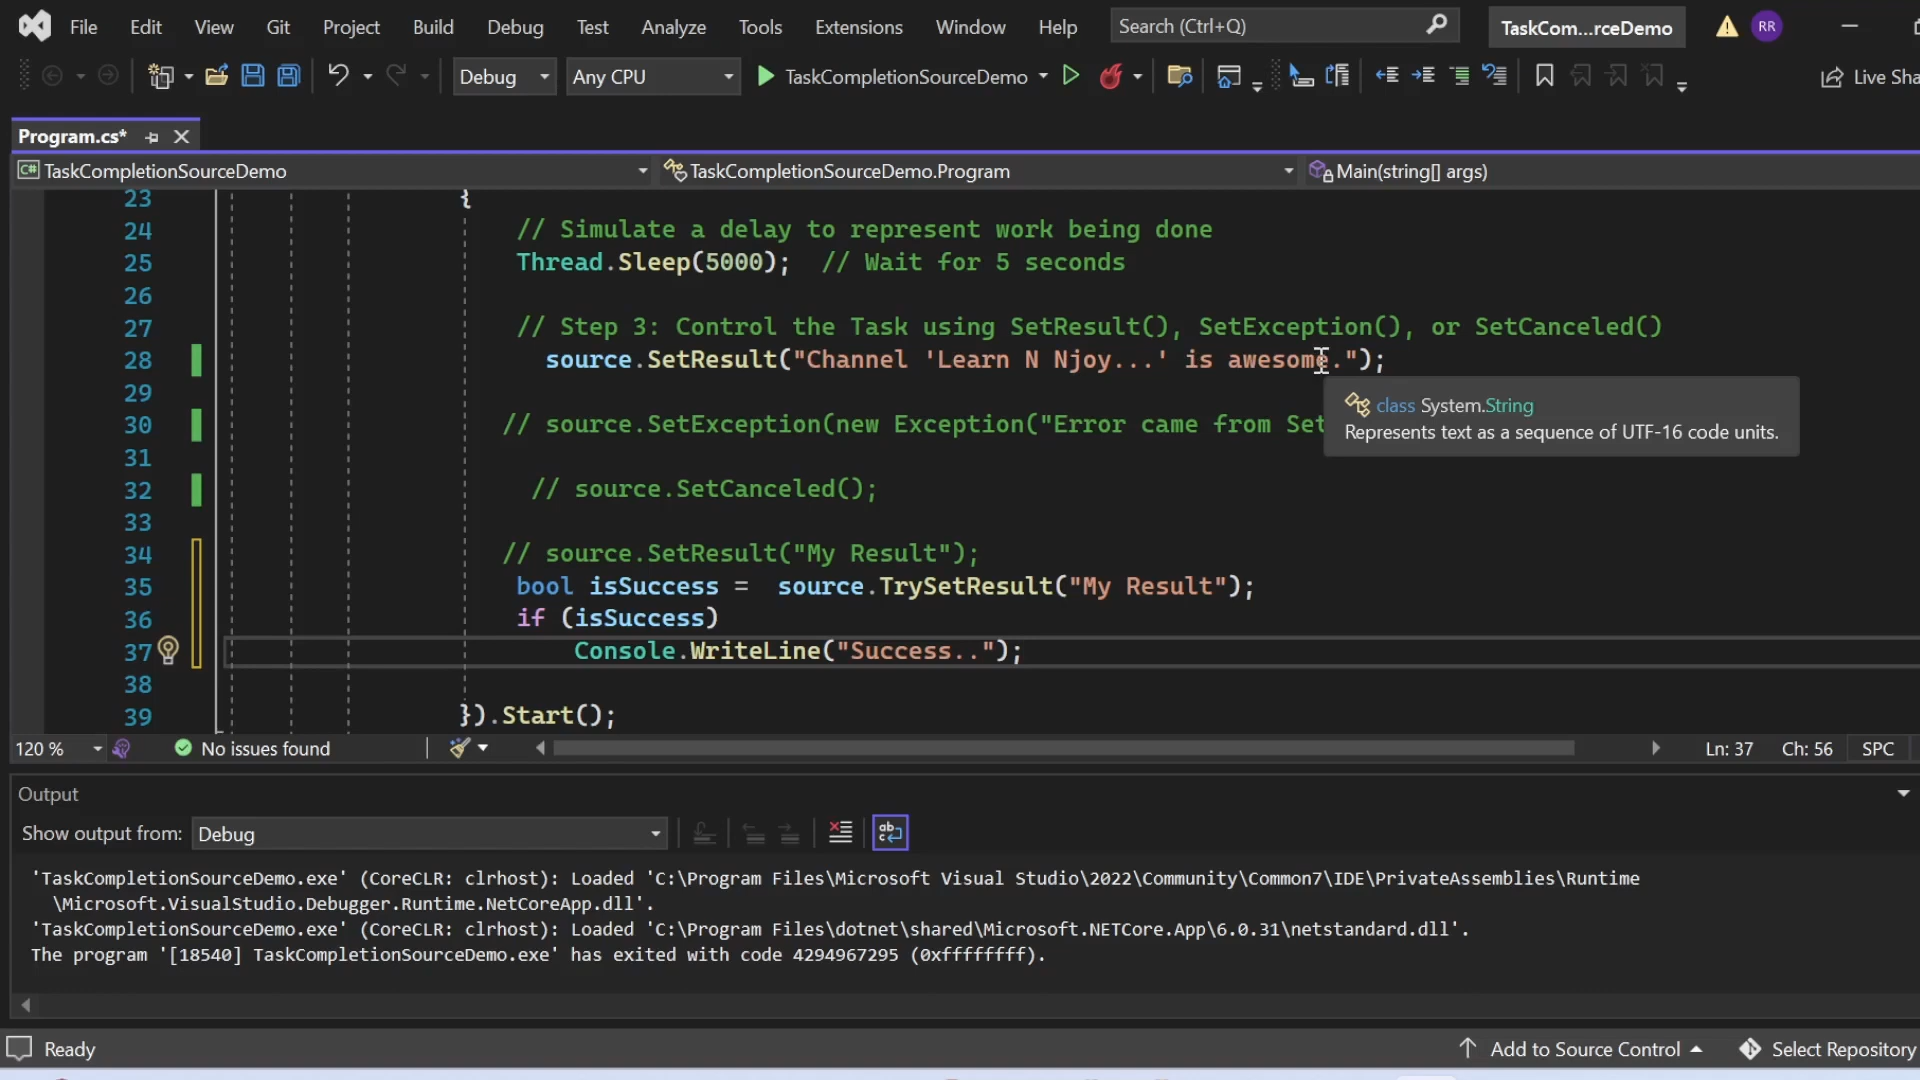 File Edit View Git Project Build Debug Test Analyze Tools Extensions Window Help Search (Ctrl+Q) TaskCom...rceDemo RR
Debug Any CPU TaskCompletionSourceDemo Live Sha
Program.cs*
C# TaskCompletionSourceDemo TaskCompletionSourceDemo.Program Main(string[] args)
23 {
24 // Simulate a delay to represent work being done
25 Thread.Sleep(5000); // Wait for 5 seconds
26
27 // Step 3: Control the Task using SetResult(), SetException(), or SetCanceled()
28 source.SetResult("Channel 'Learn N Njoy...' is awesome.");
29
class System.String
30 // source.SetException(new Exception("Error came from Set
Represents text as a sequence of UTF-16 code units.
31
32 // source.SetCanceled();
33
34 // source.SetResult("My Result");
35 bool isSuccess = source.TrySetResult("My Result");
36 if (isSuccess)
37 Console.WriteLine("Success..");
38
39 }).Start();
120 % No issues found Ln: 37 Ch: 56 SPC
Output
Show output from: Debug
'TaskCompletionSourceDemo.exe' (CoreCLR: clrhost): Loaded 'C:\Program Files\Microsoft Visual Studio\2022\Community\Common7\IDE\PrivateAssemblies\Runtime
\Microsoft.VisualStudio.Debugger.Runtime.NetCoreApp.dll'.
'TaskCompletionSourceDemo.exe' (CoreCLR: clrhost): Loaded 'C:\Program Files\dotnet\shared\Microsoft.NETCore.App\6.0.31\netstandard.dll'.
The program '[18540] TaskCompletionSourceDemo.exe' has exited with code 4294967295 (0xffffffff).
Ready Add to Source Control Select Repository